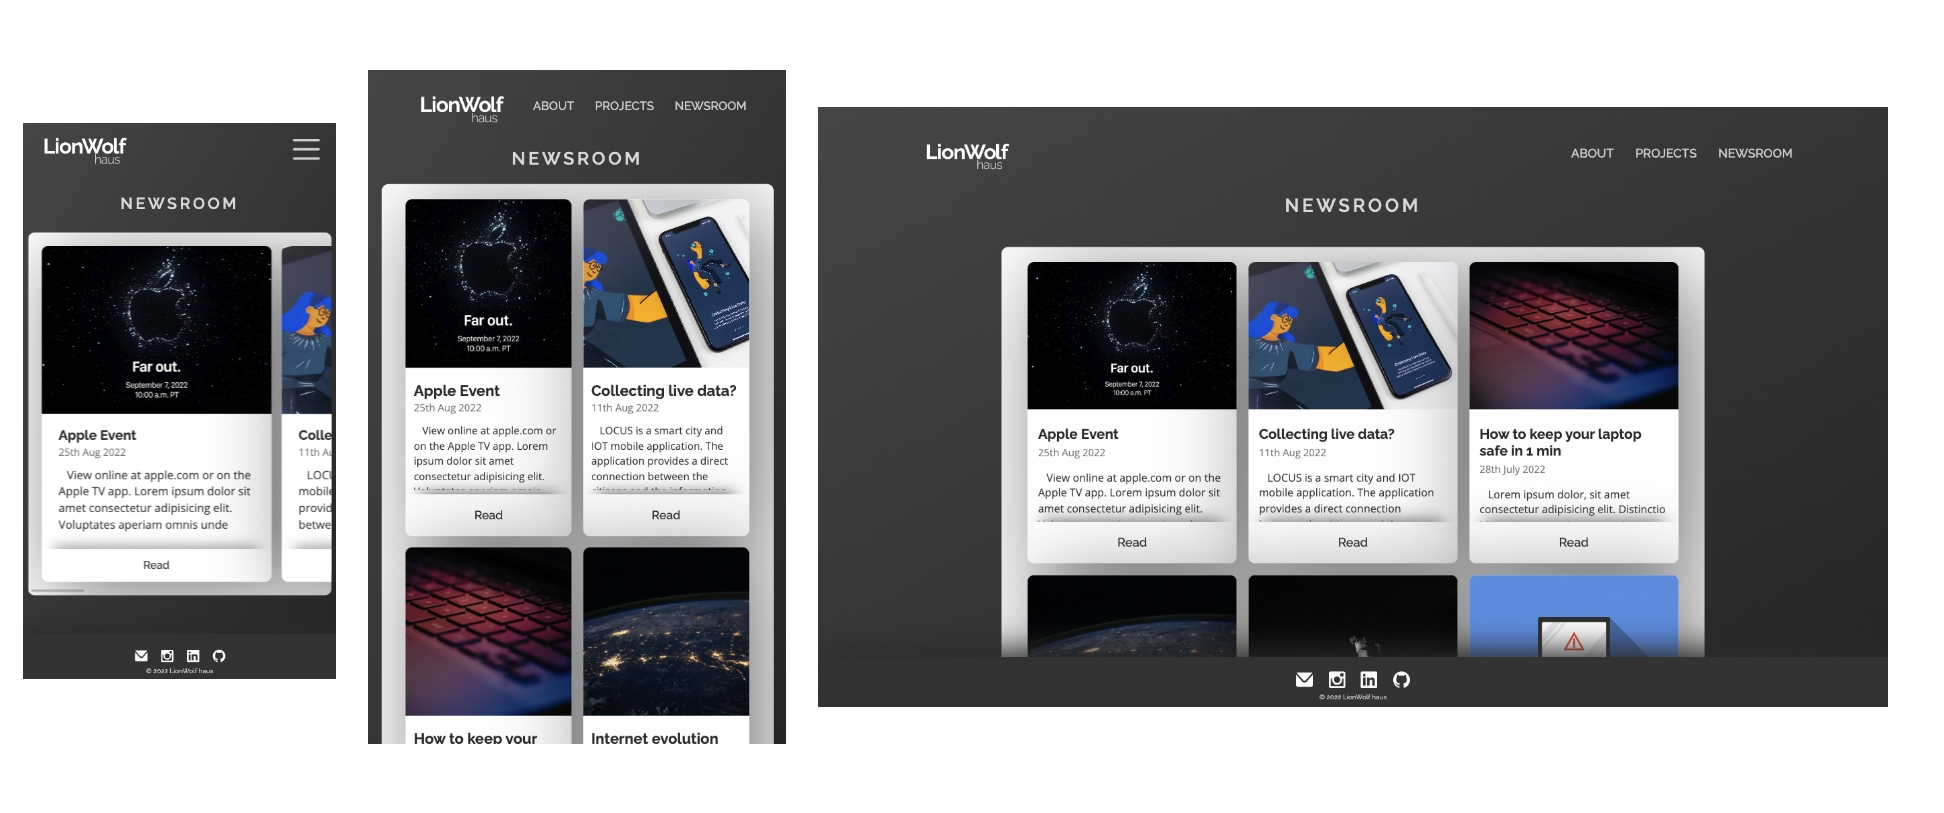 LionWolf
haus
NEWSROOM
Far out.
September 7, 2022
10:00 a.m. PT
Apple Event
25th Aug 2022
View online at apple.com or on the
Apple TV app. Lorem ipsum dolor sit
amet consectetur adipisicing elit.
Voluptates aperiam omnis unde
Read
Colle
11th Au
LOCU
mobile
provid
betwe
© 2022 LionWolf haus
LionWolf
haus
ABOUT PROJECTS NEWSROOM
NEWSROOM
Far out.
September 7, 2022
10:00 a.m. PT
Apple Event
25th Aug 2022
View online at apple.com or
on the Apple TV app. Lorem
ipsum dolor sit amet
consectetur adipisicing elit.
Read
Collecting Live Data
Collecting live data?
11th Aug 2022
LOCUS is a smart city and
IOT mobile application. The
application provides a direct
connection between the
Read
How to keep your
Internet evolution
LionWolf
haus
ABOUT PROJECTS NEWSROOM
NEWSROOM
Far out.
September 7, 2022
10:00 a.m. PT
Apple Event
25th Aug 2022
View online at apple.com or on the
Apple TV app. Lorem ipsum dolor sit
amet consectetur adipisicing elit.
Read
Collecting Live Data
Collecting live data?
11th Aug 2022
LOCUS is a smart city and IOT
mobile application. The application
provides a direct connection
Read
How to keep your laptop
safe in 1 min
28th July 2022
Lorem ipsum dolor, sit amet
consectetur adipisicing elit. Distinctio
Read
© 2022 LionWolf haus